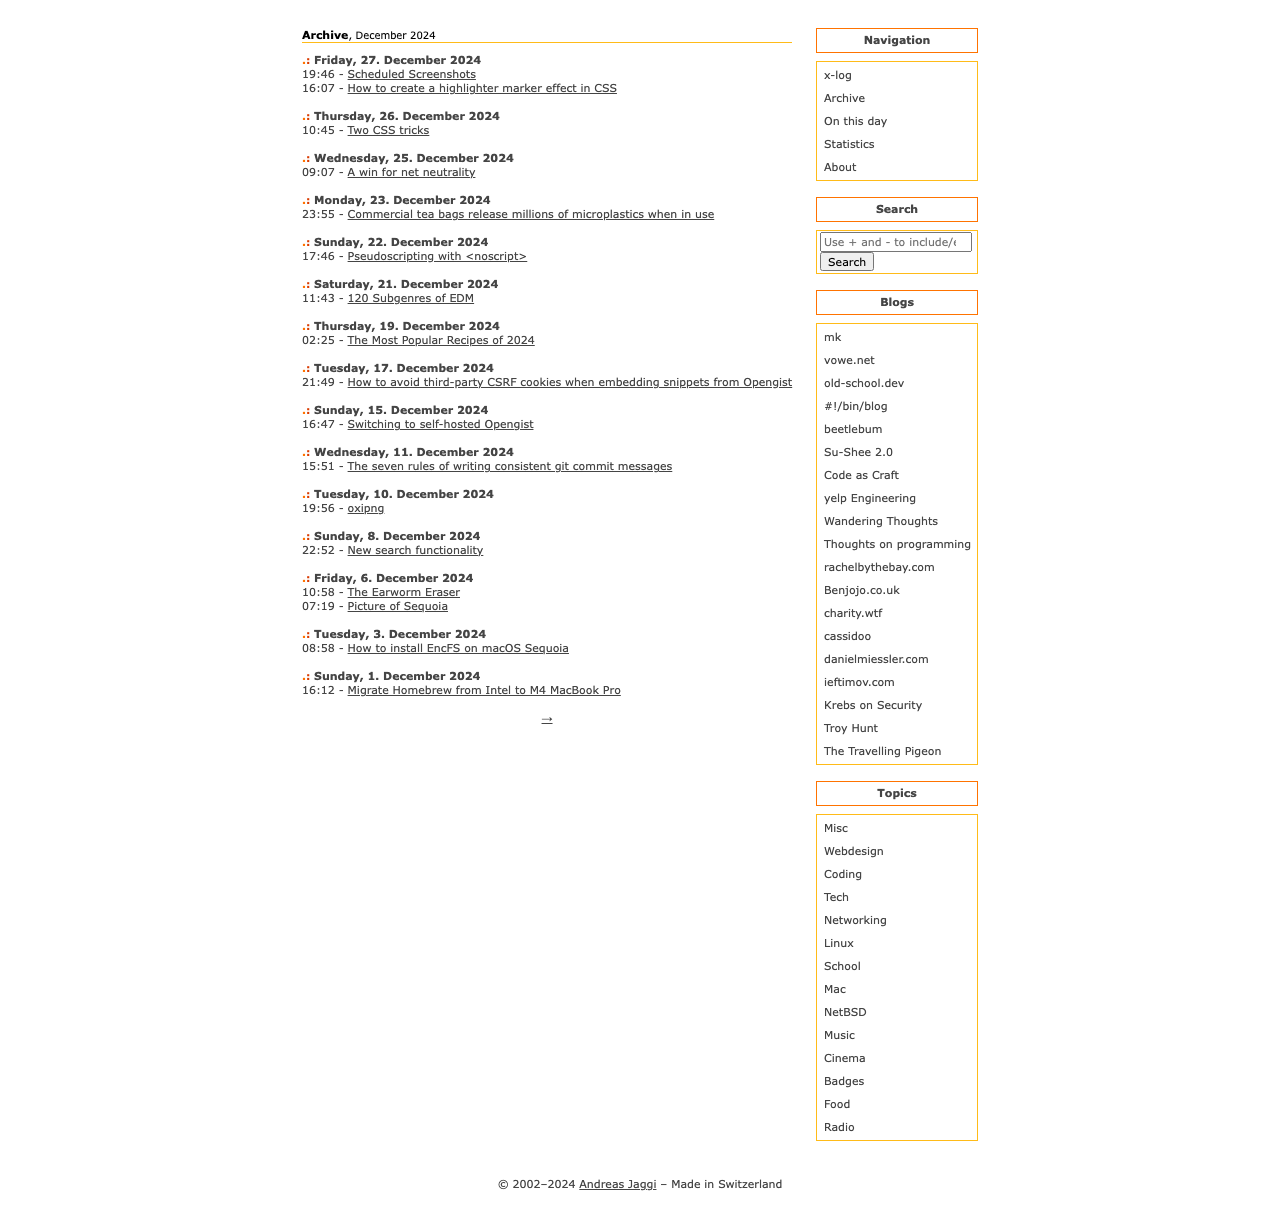 Archive, December 2024
.: Friday, 27. December 2024
19:46 - Scheduled Screenshots
16:07 - How to create a highlighter marker effect in CSS
.: Thursday, 26. December 2024
10:45 - Two CSS tricks
.: Wednesday, 25. December 2024
09:07 - A win for net neutrality
.: Monday, 23. December 2024
23:55 - Commercial tea bags release millions of microplastics when in use
.: Sunday, 22. December 2024
17:46 - Pseudoscripting with <noscript>
.: Saturday, 21. December 2024
11:43 - 120 Subgenres of EDM
.: Thursday, 19. December 2024
02:25 - The Most Popular Recipes of 2024
.: Tuesday, 17. December 2024
21:49 - How to avoid third-party CSRF cookies when embedding snippets from Opengist
.: Sunday, 15. December 2024
16:47 - Switching to self-hosted Opengist
.: Wednesday, 11. December 2024
15:51 - The seven rules of writing consistent git commit messages
.: Tuesday, 10. December 2024
19:56 - oxipng
.: Sunday, 8. December 2024
22:52 - New search functionality
.: Friday, 6. December 2024
10:58 - The Earworm Eraser
07:19 - Picture of Sequoia
.: Tuesday, 3. December 2024
08:58 - How to install EncFS on macOS Sequoia
.: Sunday, 1. December 2024
16:12 - Migrate Homebrew from Intel to M4 MacBook Pro
→
Navigation
x-log
Archive
On this day
Statistics
About
Search
Use + and - to include/e
Search
Blogs
mk
vowe.net
old-school.dev
#!/bin/blog
beetlebum
Su-Shee 2.0
Code as Craft
yelp Engineering
Wandering Thoughts
Thoughts on programming
rachelbythebay.com
Benjojo.co.uk
charity.wtf
cassidoo
danielmiessler.com
ieftimov.com
Krebs on Security
Troy Hunt
The Travelling Pigeon
Topics
Misc
Webdesign
Coding
Tech
Networking
Linux
School
Mac
NetBSD
Music
Cinema
Badges
Food
Radio
© 2002–2024 Andreas Jaggi – Made in Switzerland